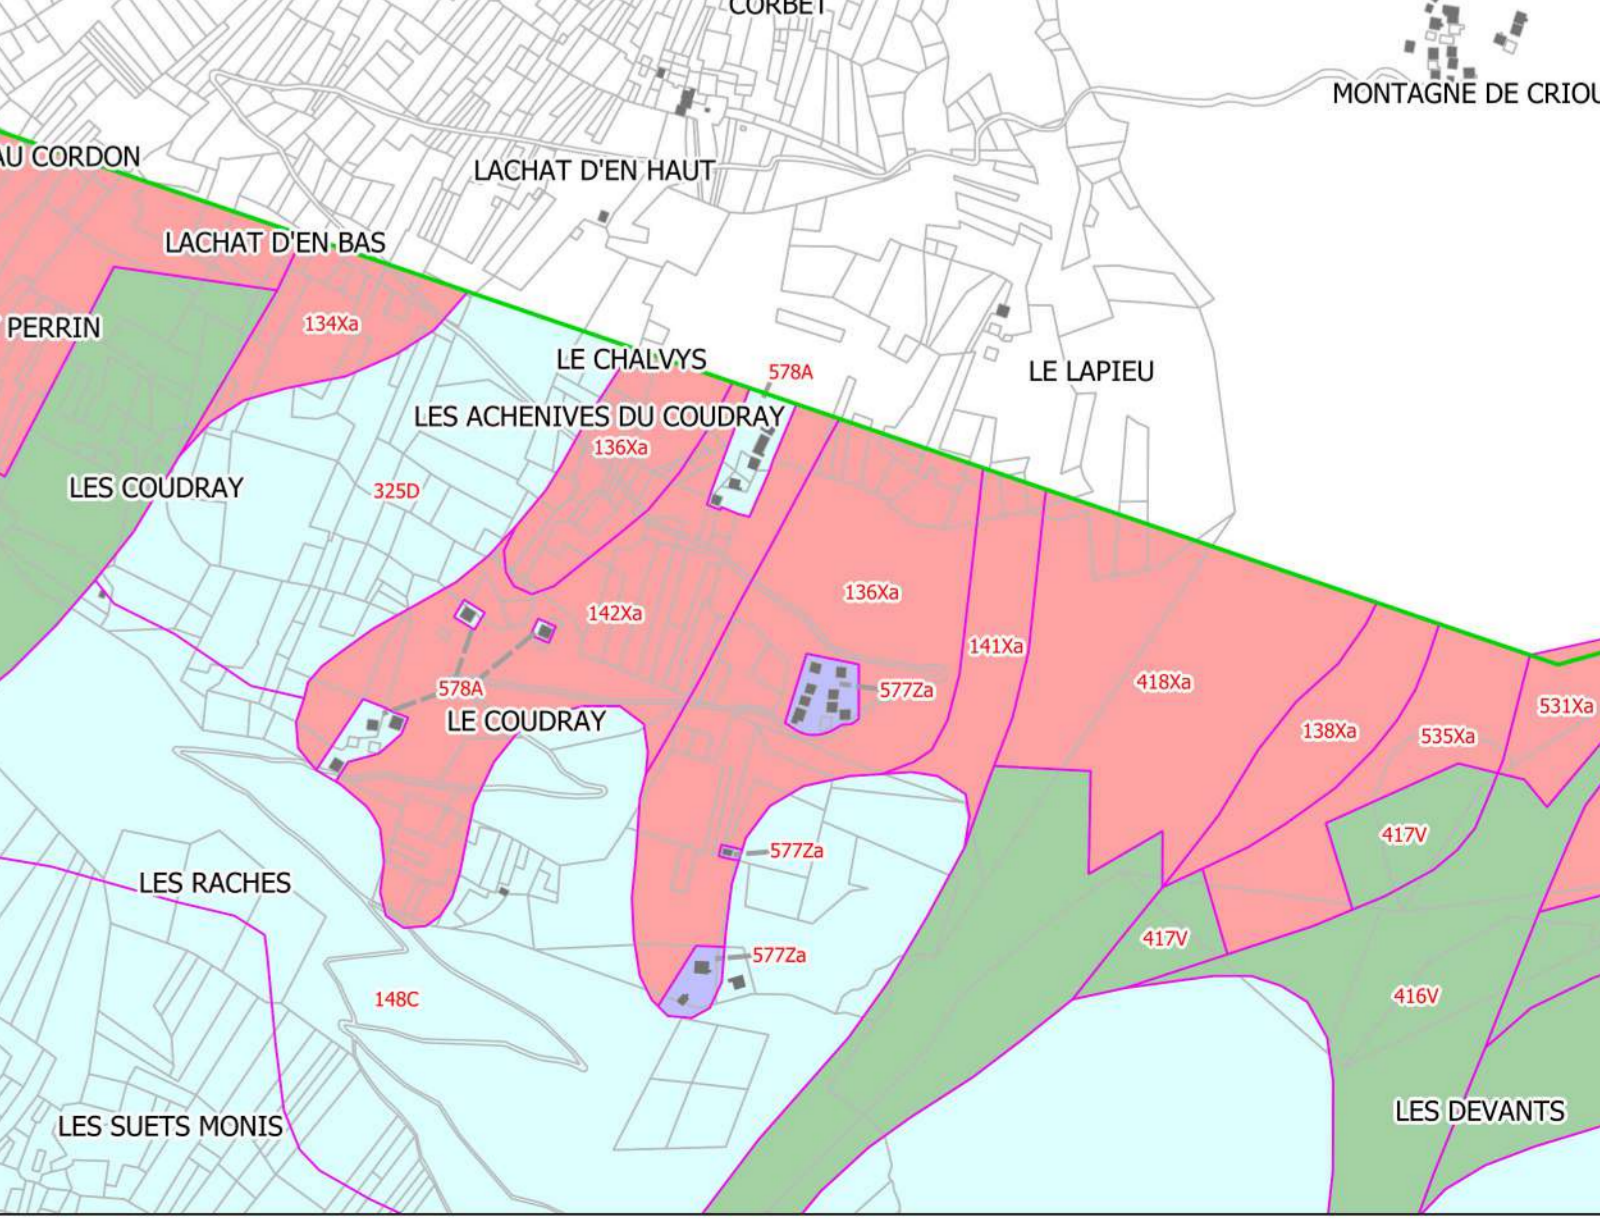 CORBET
MONTAGNE DE CRIOU
AU CORDON
LACHAT D'EN HAUT
LACHAT D'EN BAS
134Xa
PERRIN
LE CHALVYS
578A
LE LAPIEU
LES ACHENIVES DU COUDRAY
136Xa
LES COUDRAY
325D
136Xa
142Xa
141Xa
418Xa
578A
577Za
531Xa
LE COUDRAY
138Xa
535Xa
417V
577Za
LES RACHES
417V
577Za
148C
416V
LES DEVANTS
LES SUETS MONIS